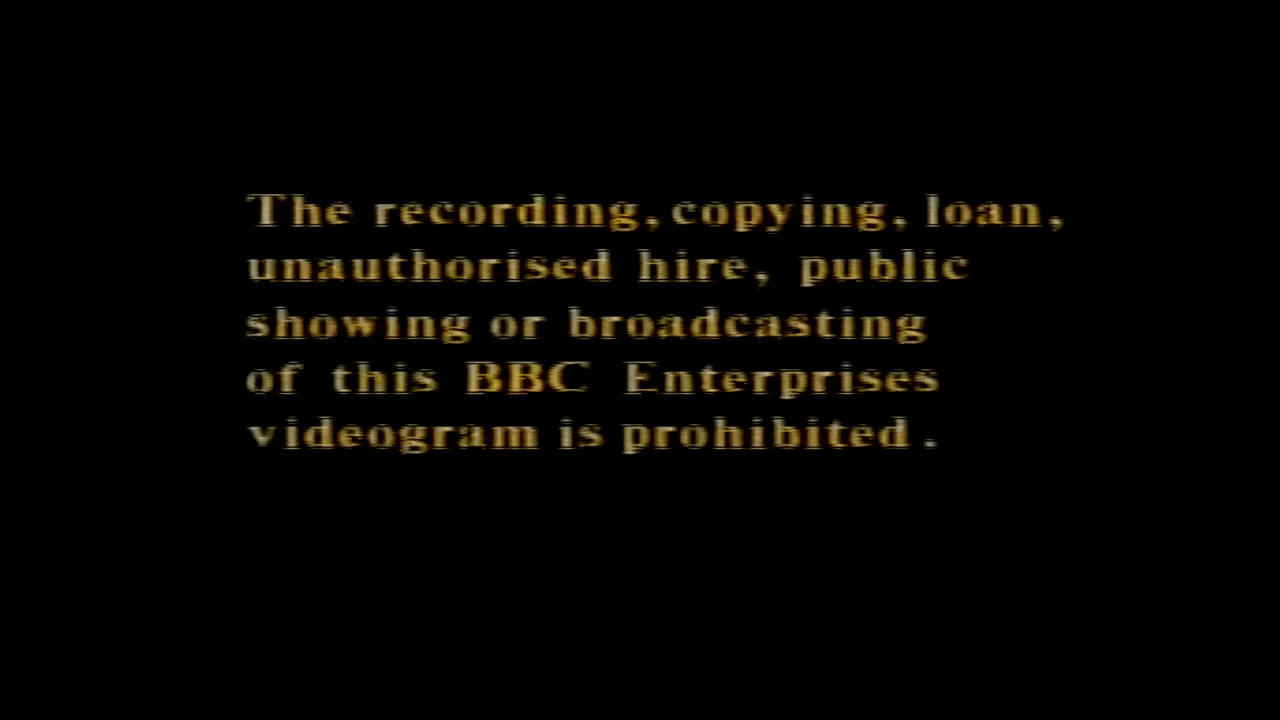 The recording, copying, loan,
unauthorised hire, public
showing or broadcasting
of this BBC Enterprises
videogram is prohibited.